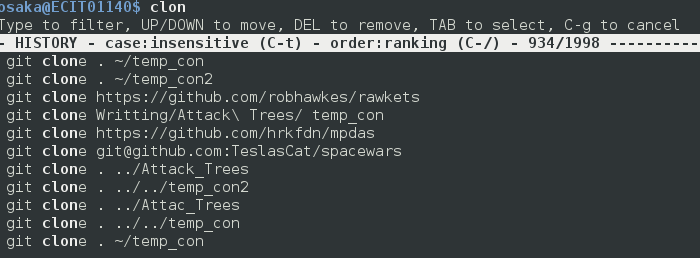 osaka@ECIT01140$ clon
Type to filter, UP/DOWN to move, DEL to remove, TAB to select, C-g to cancel
- HISTORY - case:insensitive (C-t) - order:ranking (C-/) - 934/1998 ----------
git clone . ~/temp_con
git clone . ~/temp_con2
git clone https://github.com/robhawkes/rawkets
git clone Writting/Attack\ Trees/ temp_con
git clone https://github.com/hrkfdn/mpdas
git clone git@github.com:TeslasCat/spacewars
git clone . ../Attack_Trees
git clone . ../../temp_con2
git clone . ../Attac_Trees
git clone . ../../temp_con
git clone . ~/temp_con